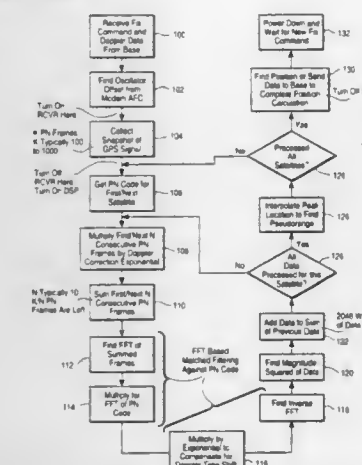 Receive Fix
Command and
Doppler Data
From Base
100
Find Oscillator
Offset from
Modem AFC
102
Turn On
RCVR Here
K PN Frames
K Typically 100
to 1000
Collect
Snapshot of
GPS Signal
104
Turn Off
RCVR Here
Turn On DSP
Get PN Code for
First/Next
Satellite
106
Multiply First/Next N
Consecutive PN
Frames by Doppler
Correction Exponential
108
N Typically 10
K/N PN
Frames Are Left
Sum First/Next N
Consecutive PN
Frames
110
Find FFT of
Summed
Frames
112
Multiply by
FFT of PN
Code
114
FFT Based
Matched Filtering
Against PN Code
Multiply by
Exponential to
Compensate for
Doppler Time Shift
116
Find Inverse
FFT
118
Find Magnitude
Squared of Data
120
Add Data to Sum
of Previous Data
122
2048 W
of Data
All
Data
Processed for this
Satellite?
No
Yes
Interpolate Peak
Location to Find
Pseudorange
126
Processed
All
Satellites?
No
Yes
Find Position or Send
Data to Base to
Complete Position
Calculation
130
Turn Off
Power Down and
Wait for New Fix
Command
132